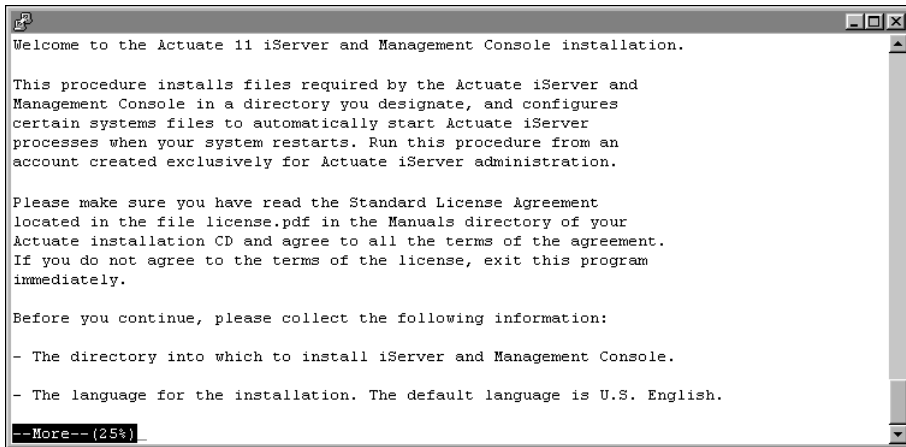 Welcome to the Actuate 11 iServer and Management Console installation.
This procedure installs files required by the Actuate iServer and
Management Console in a directory you designate, and configures
certain systems files to automatically start Actuate iServer
processes when your system restarts. Run this procedure from an
account created exclusively for Actuate iServer administration.
Please make sure you have read the Standard License Agreement
located in the file license.pdf in the Manuals directory of your
Actuate installation CD and agree to all the terms of the agreement.
If you do not agree to the terms of the license, exit this program
immediately.
Before you continue, please collect the following information:
- The directory into which to install iServer and Management Console.
- The language for the installation. The default language is U.S. English.
--More--(25%)